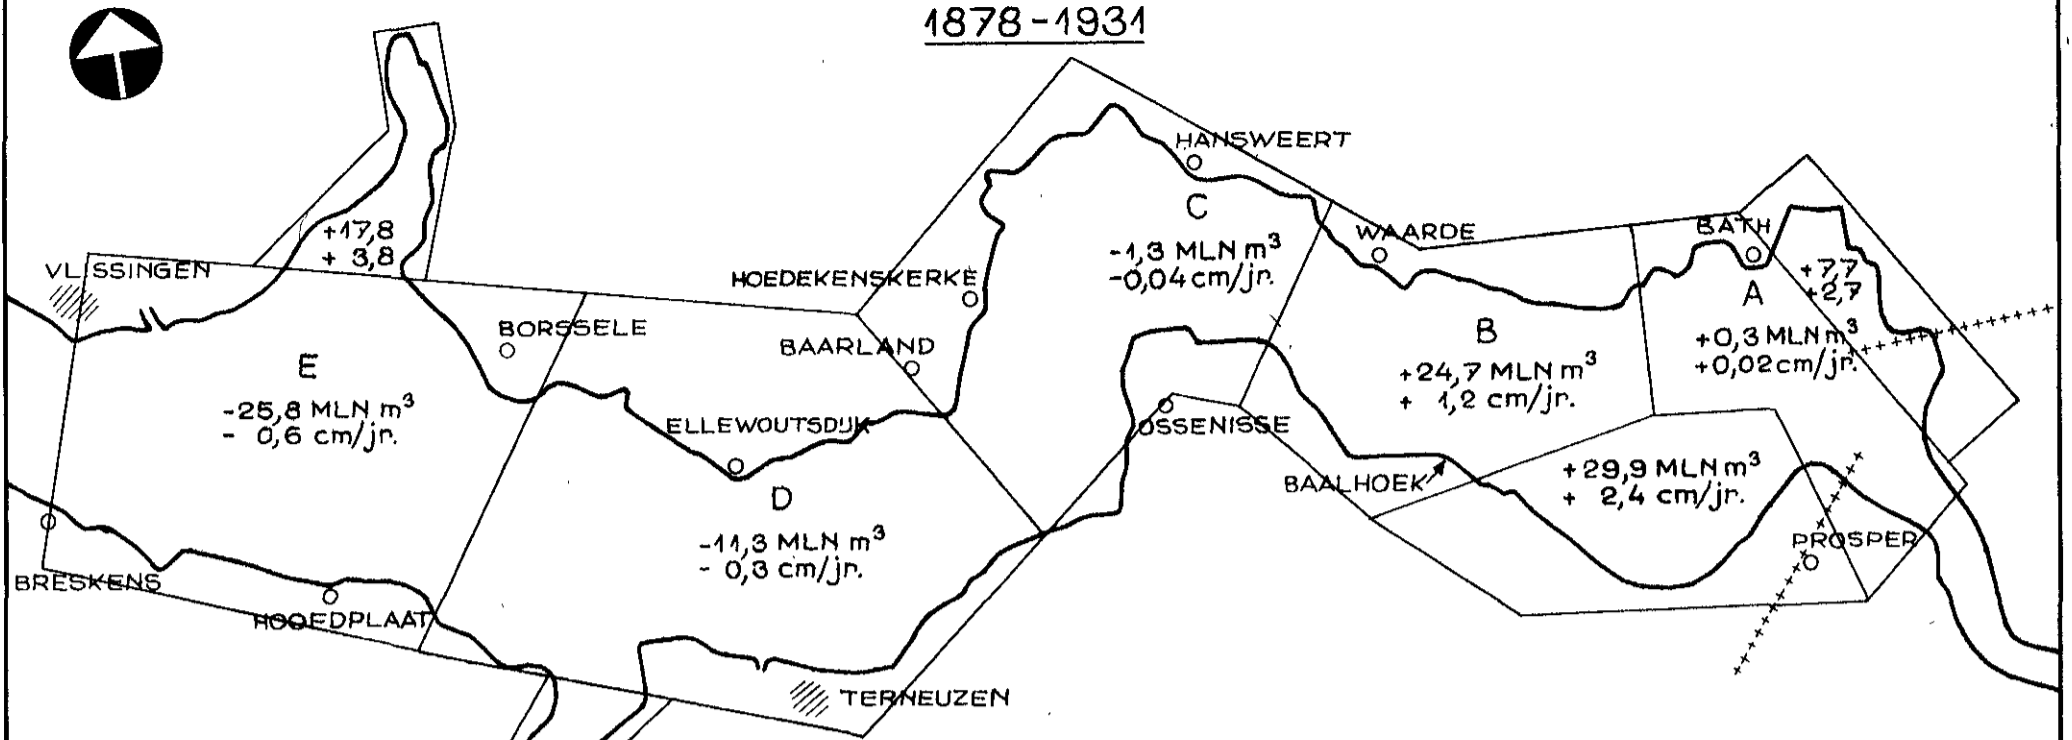 1878-1931
HANSWEERT
C
-1,3 MLN m³
-0,04 cm/jr.
WAARDE
BATH
+7,7
+2,7
A
+0,3 MLN m³
+0,02 cm/jr.
+17,8
+ 3,8
VLISSINGEN
HOEDEKENSKERKE
BORSSELE
BAARLAND
B
+24,7 MLN m³
+ 1,2 cm/jr.
E
-25,8 MLN m³
- 0,6 cm/jr.
ELLEWOUTSDIJK
OSSENISSE
BAALHOEK
+29,9 MLN m³
+ 2,4 cm/jr.
D
-11,3 MLN m³
- 0,3 cm/jr.
PROSPER
BRESKENS
HOOFDPLAAT
TERNEUZEN